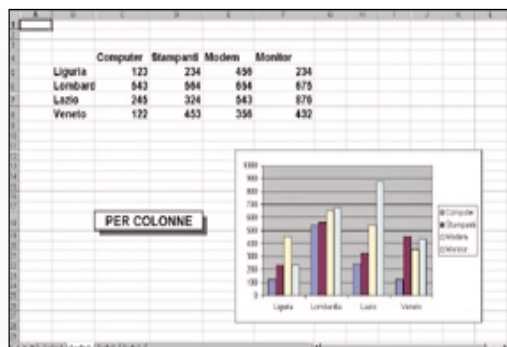 Computer Stampanti Modem Monitor
Liguria 123 234 456 234
Lombard 543 564 654 675
Lazio 245 324 543 876
Veneto 122 453 356 432
PER COLONNE
1000
900
800
700
600
500
400
300
200
100
0
Liguria Lombardia Lazio Veneto
Computer
Stampanti
Modem
Monitor